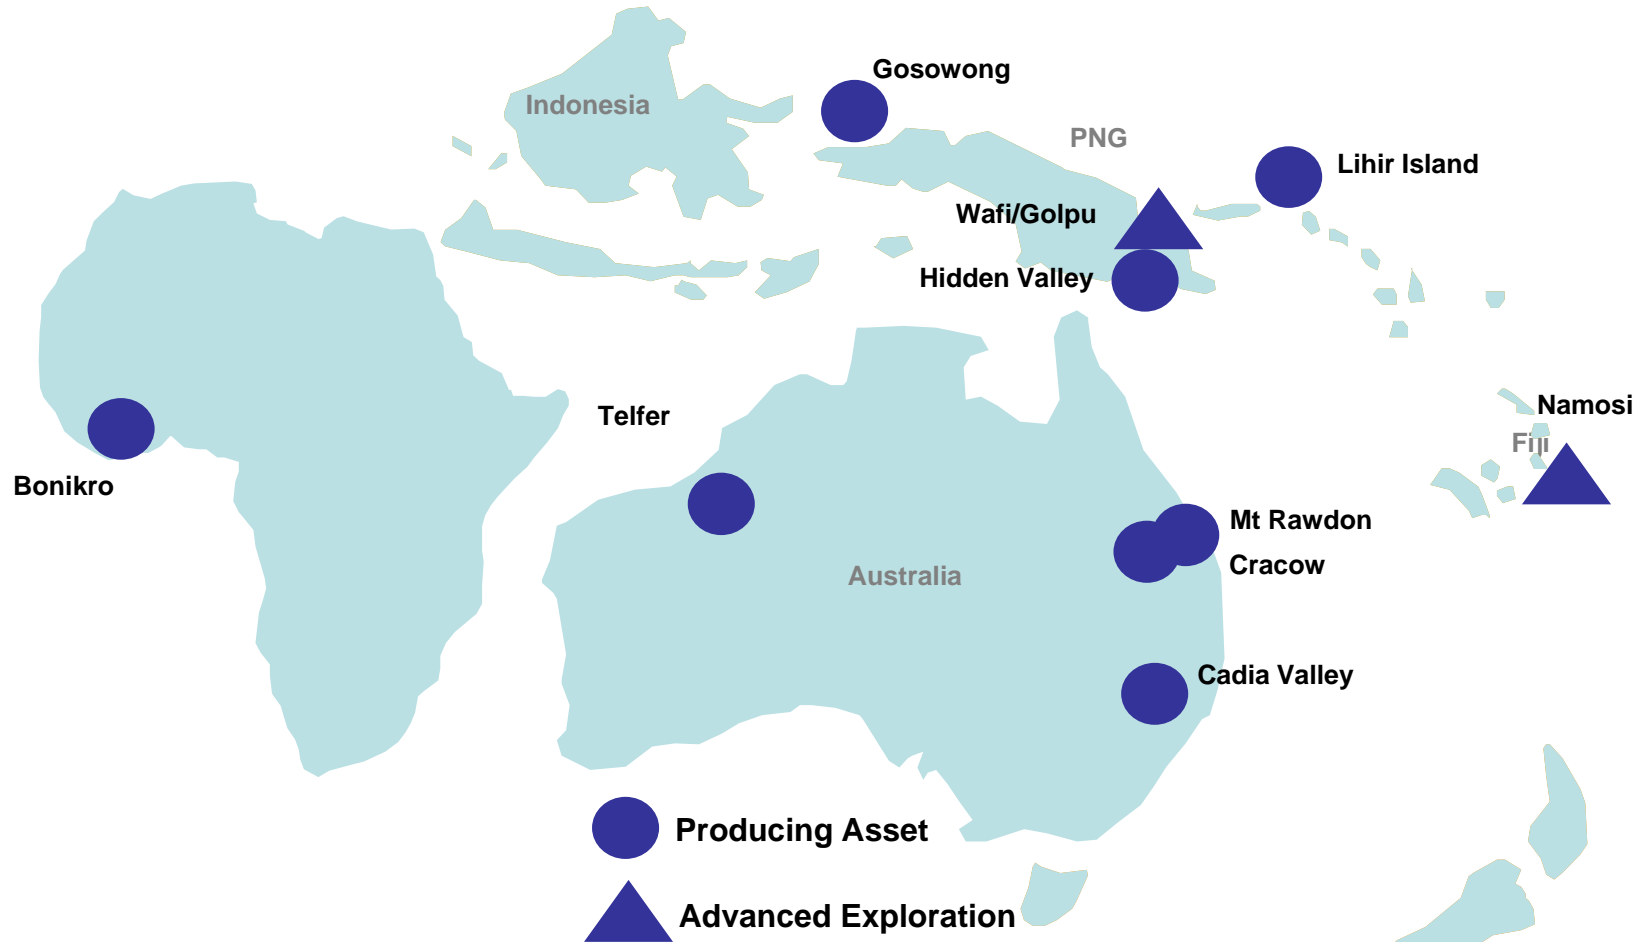 Gosowong
Indonesia
PNG
Lihir Island
Wafi/Golpu
Hidden Valley
Namosi
Telfer
Fiji
Bonikro
Mt Rawdon
Cracow
Australia
Cadia Valley
Producing Asset
Advanced Exploration